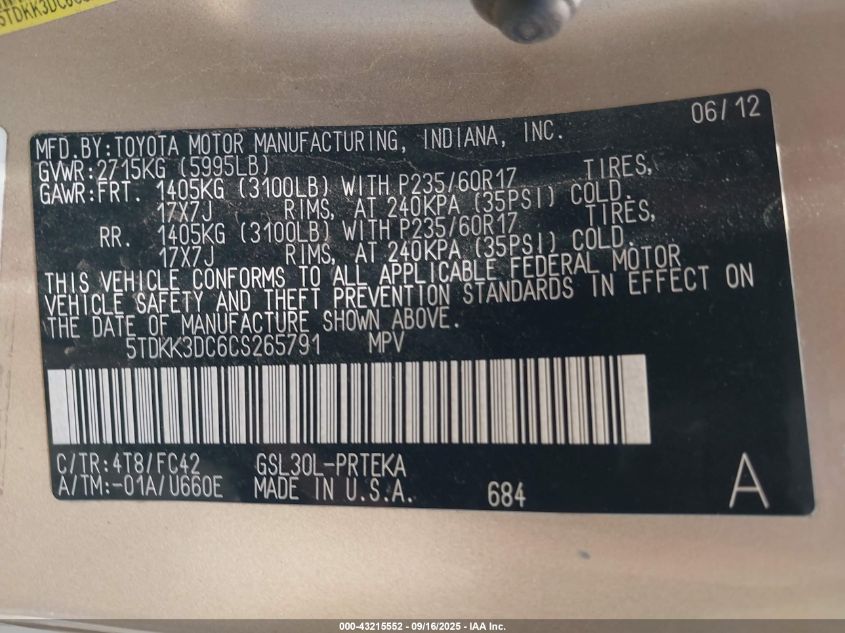 5TDKK3DC6CS
06/12
MFD.BY:TOYOTA MOTOR MANUFACTURING, INDIANA, INC.
GVWR:2715KG (5995LB)
GAWR:FRT. 1405KG (3100LB) WITH P235/60R17 TIRES,
17X7J RIMS, AT 240KPA (35PSI) COLD.
RR. 1405KG (3100LB) WITH P235/60R17 TIRES,
17X7J RIMS, AT 240KPA (35PSI) COLD.
THIS VEHICLE CONFORMS TO ALL APPLICABLE FEDERAL MOTOR
VEHICLE SAFETY AND THEFT PREVENTION STANDARDS IN EFFECT ON
THE DATE OF MANUFACTURE SHOWN ABOVE.
5TDKK3DC6CS265791 MPV
C/TR:4T8/FC42 GSL30L-PRTEKA
A/TM:-01A/U660E MADE IN U.S.A. 684 A
000-43215552 - 09/16/2025 - IAA Inc.